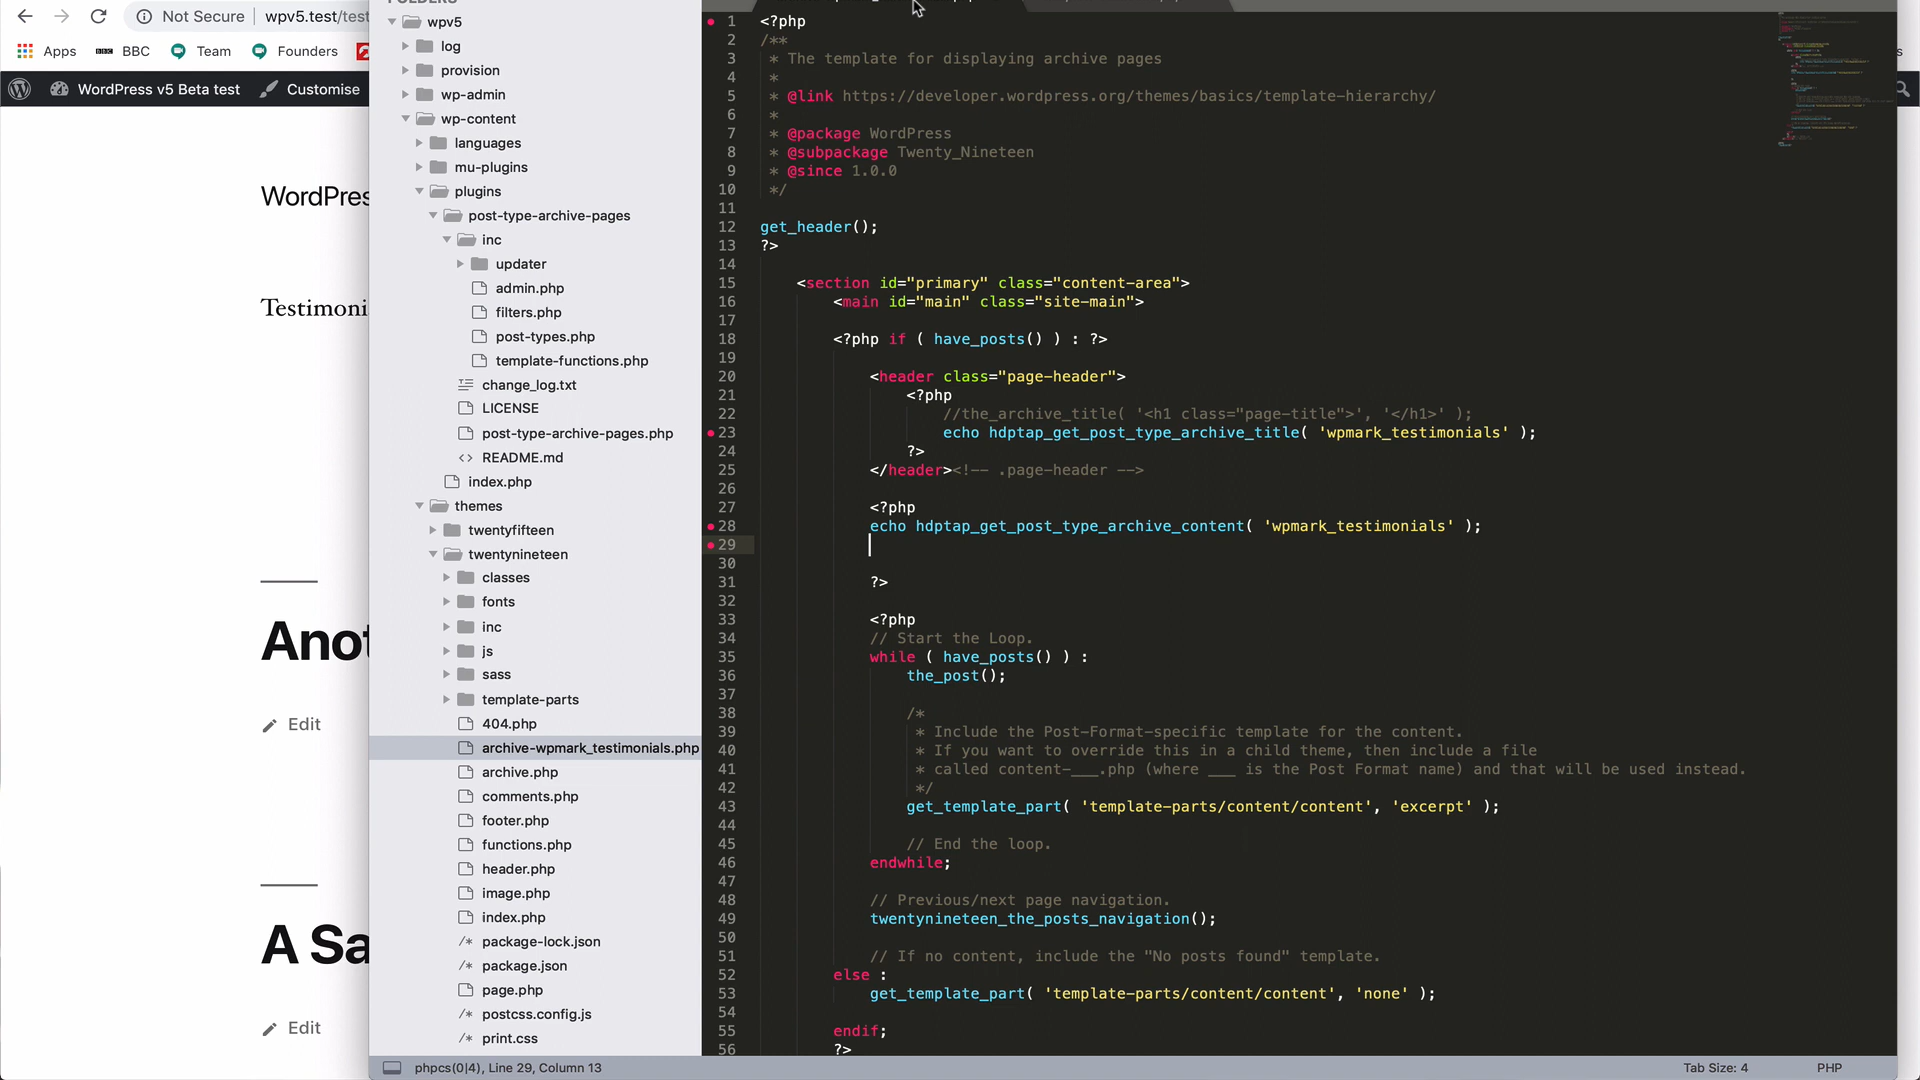 Not Secure
wpv5.test/test
Apps
BBC
BBC
Team
Founders
WordPress v5 Beta test
Customise
WordPres
Testimoni
Anot
Edit
A Sa
Edit
FOLDERS
wpv5
log
provision
wp-admin
wp-content
languages
mu-plugins
plugins
post-type-archive-pages
inc
updater
admin.php
filters.php
post-types.php
template-functions.php
change_log.txt
LICENSE
post-type-archive-pages.php
<> README.md
index.php
themes
twentyfifteen
twentynineteen
classes
fonts
inc
js
sass
template-parts
404.php
archive-wpmark_testimonials.php
archive.php
comments.php
footer.php
functions.php
header.php
image.php
index.php
/* package-lock.json
/* package.json
page.php
/* postcss.config.js
/* print.css
1 <?php
2 /**
3 * The template for displaying archive pages
4 *
5 * @link https://developer.wordpress.org/themes/basics/template-hierarchy/
6 *
7 * @package WordPress
8 * @subpackage Twenty_Nineteen
9 * @since 1.0.0
10 */
11
12 get_header();
13 ?>
14
15 <section id="primary" class="content-area">
16 <main id="main" class="site-main">
17
18 <?php if ( have_posts() ) : ?>
19
20 <header class="page-header">
21 <?php
22 //the_archive_title( '<h1 class="page-title">', '</h1>' );
23 echo hdptap_get_post_type_archive_title( 'wpmark_testimonials' );
24 ?>
25 </header><!-- .page-header -->
26
27 <?php
28 echo hdptap_get_post_type_archive_content( 'wpmark_testimonials' );
29
30
31 ?>
32
33 <?php
34 // Start the Loop.
35 while ( have_posts() ) :
36 the_post();
37
38 /*
39 * Include the Post-Format-specific template for the content.
40 * If you want to override this in a child theme, then include a file
41 * called content-___.php (where ___ is the Post Format name) and that will be used instead.
42 */
43 get_template_part( 'template-parts/content/content', 'excerpt' );
44
45 // End the loop.
46 endwhile;
47
48 // Previous/next page navigation.
49 twentynineteen_the_posts_navigation();
50
51 // If no content, include the "No posts found" template.
52 else :
53 get_template_part( 'template-parts/content/content', 'none' );
54
55 endif;
56 ?>
phpcs(0|4), Line 29, Column 13
Tab Size: 4
PHP